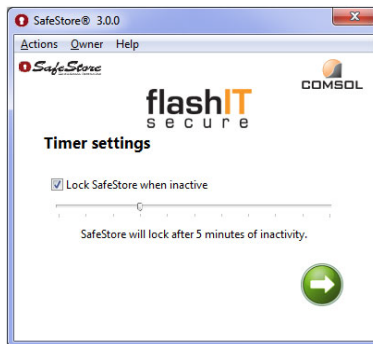 SafeStore® 3.0.0
Actions Owner Help
SafeStore
COMSOL
flashIT
secure
Timer settings
Lock SafeStore when inactive
SafeStore will lock after 5 minutes of inactivity.